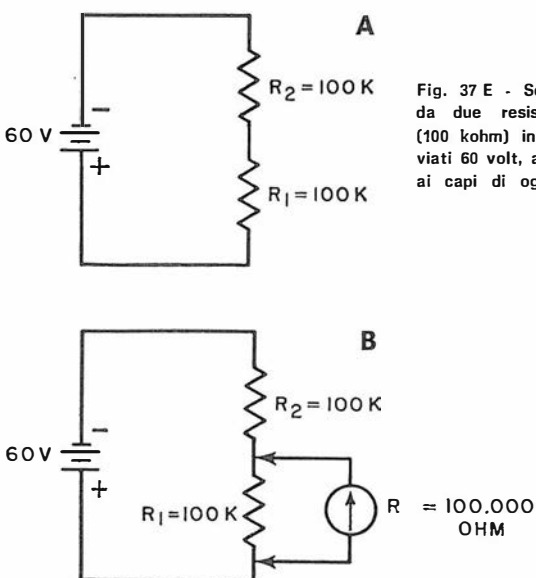 A
R2 = 100 K
60 V
-
+
R1 = 100 K
Fig. 37 E - S
da due resis
(100 kohm) in
viati 60 volt, a
ai capi di og
B
R2 = 100 K
60 V
-
+
R1 = 100 K
R = 100.000
OHM